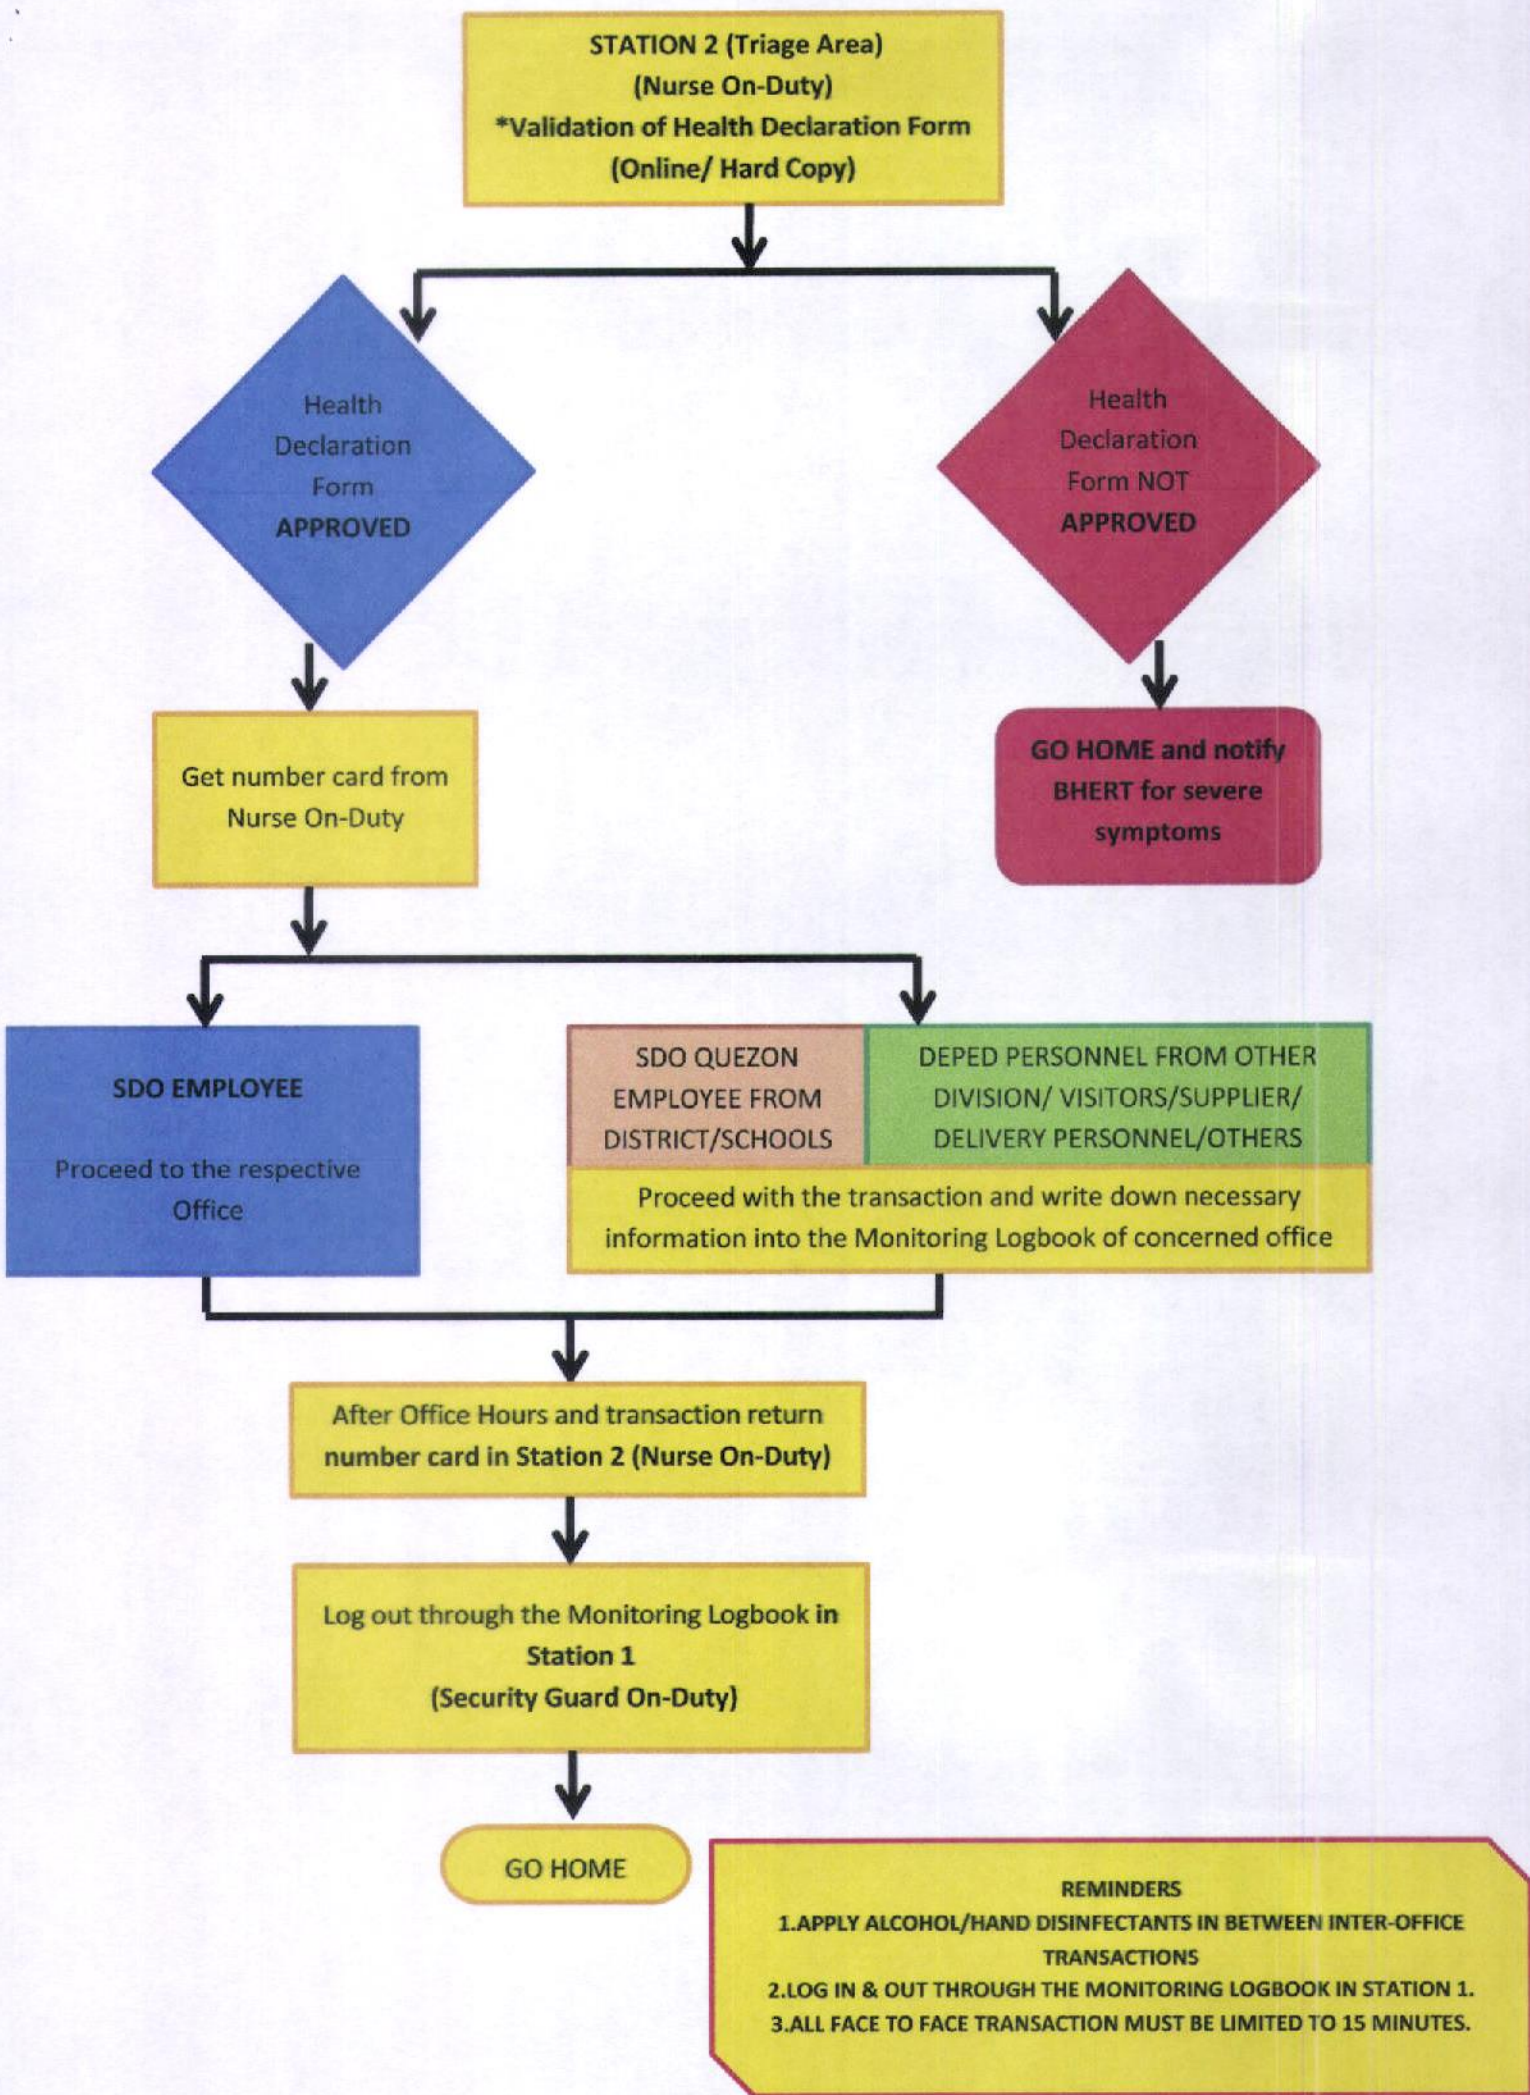 STATION 2 (Triage Area)
(Nurse On-Duty)
*Validation of Health Declaration Form
(Online/ Hard Copy)
Health
Declaration
Form
APPROVED
Health
Declaration
Form NOT
APPROVED
Get number card from
Nurse On-Duty
GO HOME and notify
BHERT for severe
symptoms
SDO EMPLOYEE
Proceed to the respective
Office
SDO QUEZON
EMPLOYEE FROM
DISTRICT/SCHOOLS
DEPED PERSONNEL FROM OTHER
DIVISION/ VISITORS/SUPPLIER/
DELIVERY PERSONNEL/OTHERS
Proceed with the transaction and write down necessary
information into the Monitoring Logbook of concerned office
After Office Hours and transaction return
number card in Station 2 (Nurse On-Duty)
Log out through the Monitoring Logbook in
Station 1
(Security Guard On-Duty)
GO HOME
REMINDERS
1.APPLY ALCOHOL/HAND DISINFECTANTS IN BETWEEN INTER-OFFICE
TRANSACTIONS
2.LOG IN & OUT THROUGH THE MONITORING LOGBOOK IN STATION 1.
3.ALL FACE TO FACE TRANSACTION MUST BE LIMITED TO 15 MINUTES.